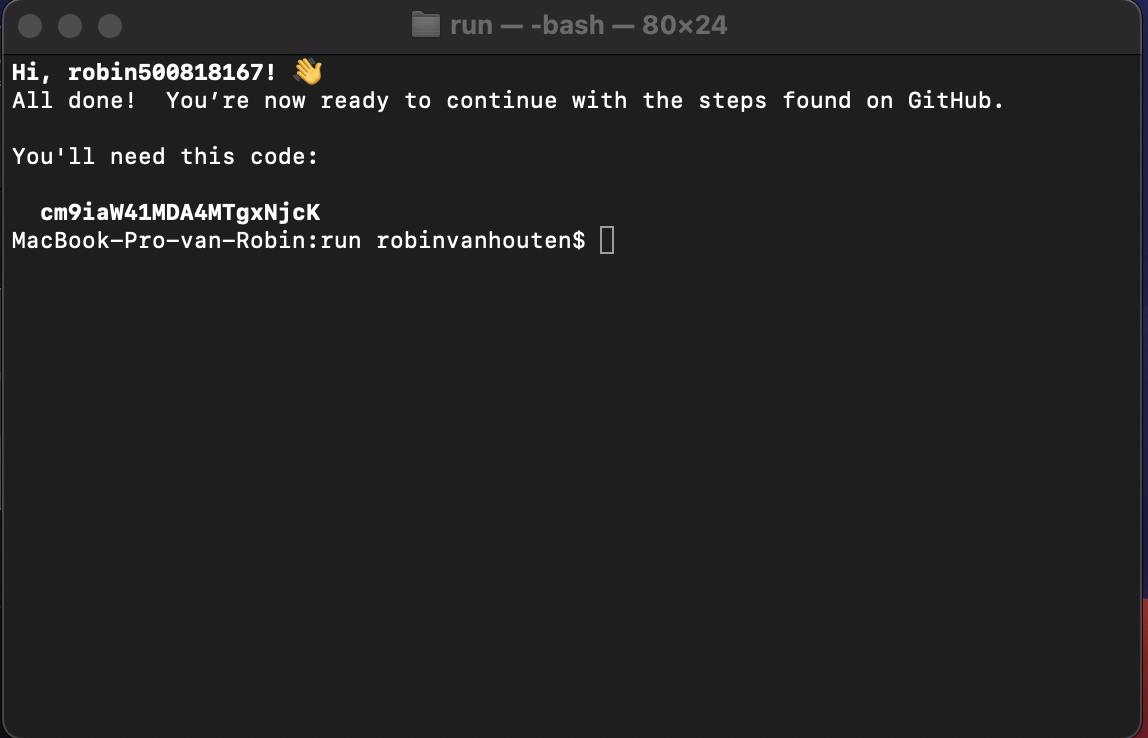 run — -bash — 80×24
Hi, robin500818167! 👋
All done!  You’re now ready to continue with the steps found on GitHub.
You'll need this code:
cm9iaW41MDA4MTgxNjcK
MacBook-Pro-van-Robin:run robinvanhouten$